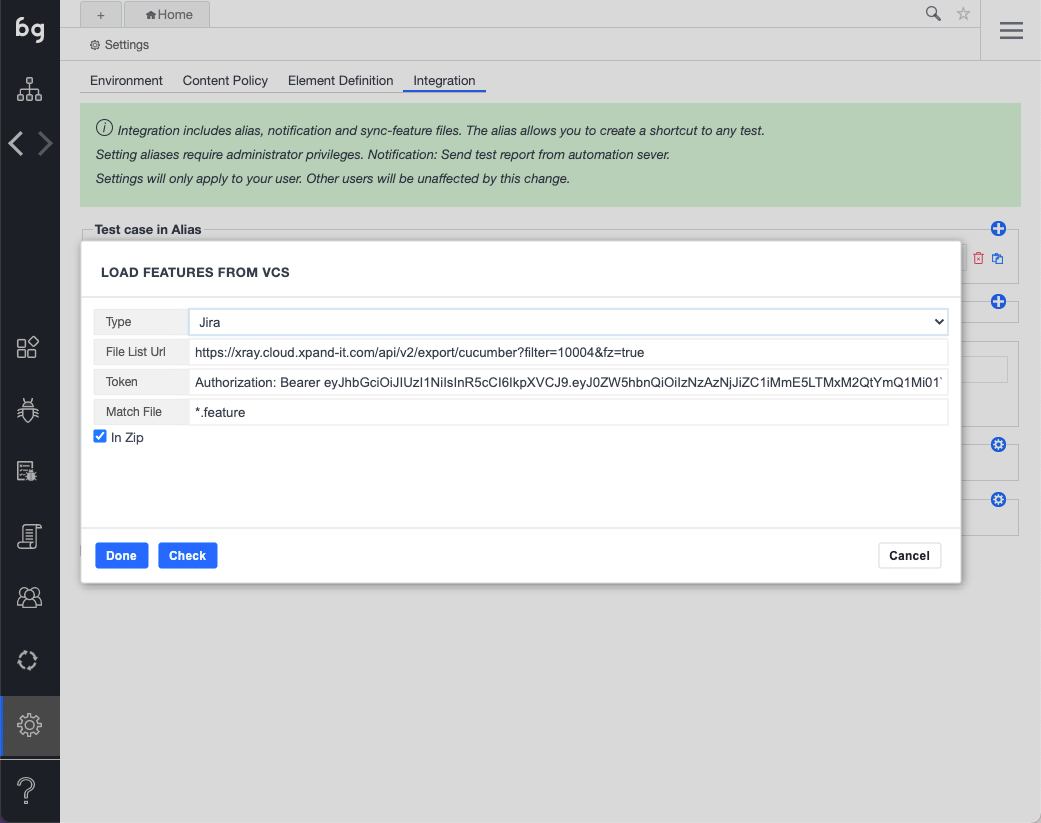 bg
+
Home
Settings
Environment Content Policy Element Definition Integration
Integration includes alias, notification and sync-feature files. The alias allows you to create a shortcut to any test.
Setting aliases require administrator privileges. Notification: Send test report from automation sever.
Settings will only apply to your user. Other users will be unaffected by this change.
Test case in Alias
LOAD FEATURES FROM VCS
Type Jira
File List Url https://xray.cloud.xpand-it.com/api/v2/export/cucumber?filter=10004&fz=true
Token Authorization: Bearer
Match File *.feature
In Zip
Done Check Cancel